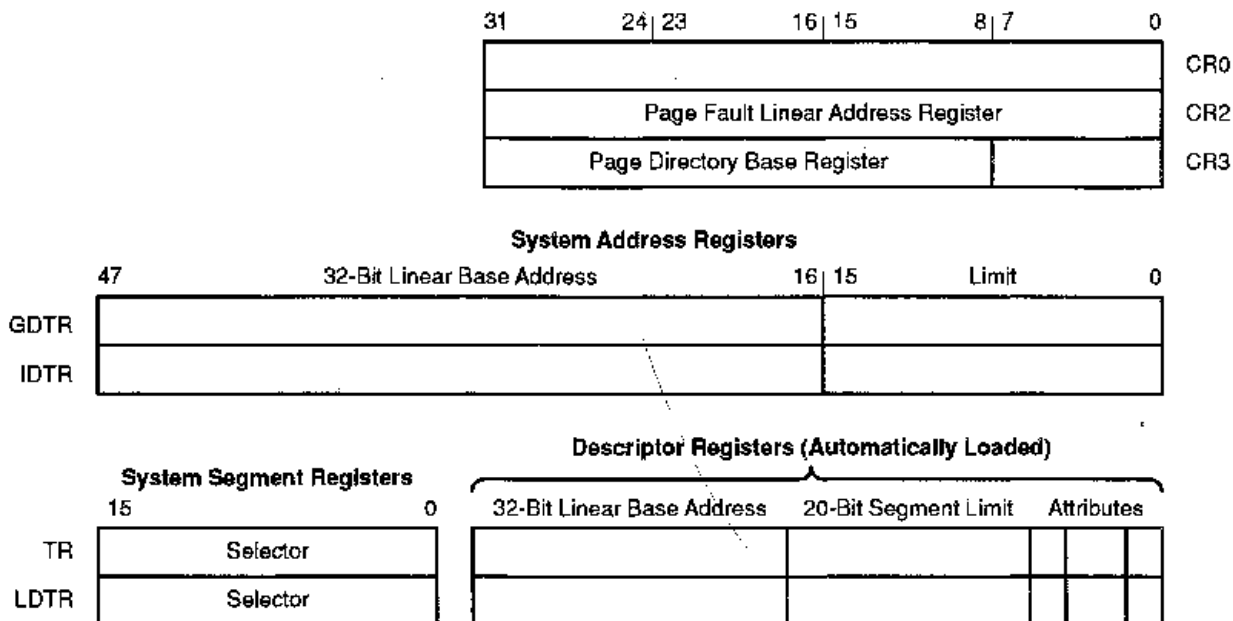 31 24 23 16 15 8 7 0
CR0
Page Fault Linear Address Register CR2
Page Directory Base Register CR3
System Address Registers
47 32-Bit Linear Base Address 16 15 Limit 0
GDTR
IDTR
Descriptor Registers (Automatically Loaded)
System Segment Registers
15 0 32-Bit Linear Base Address 20-Bit Segment Limit Attributes
TR Selector
LDTR Selector